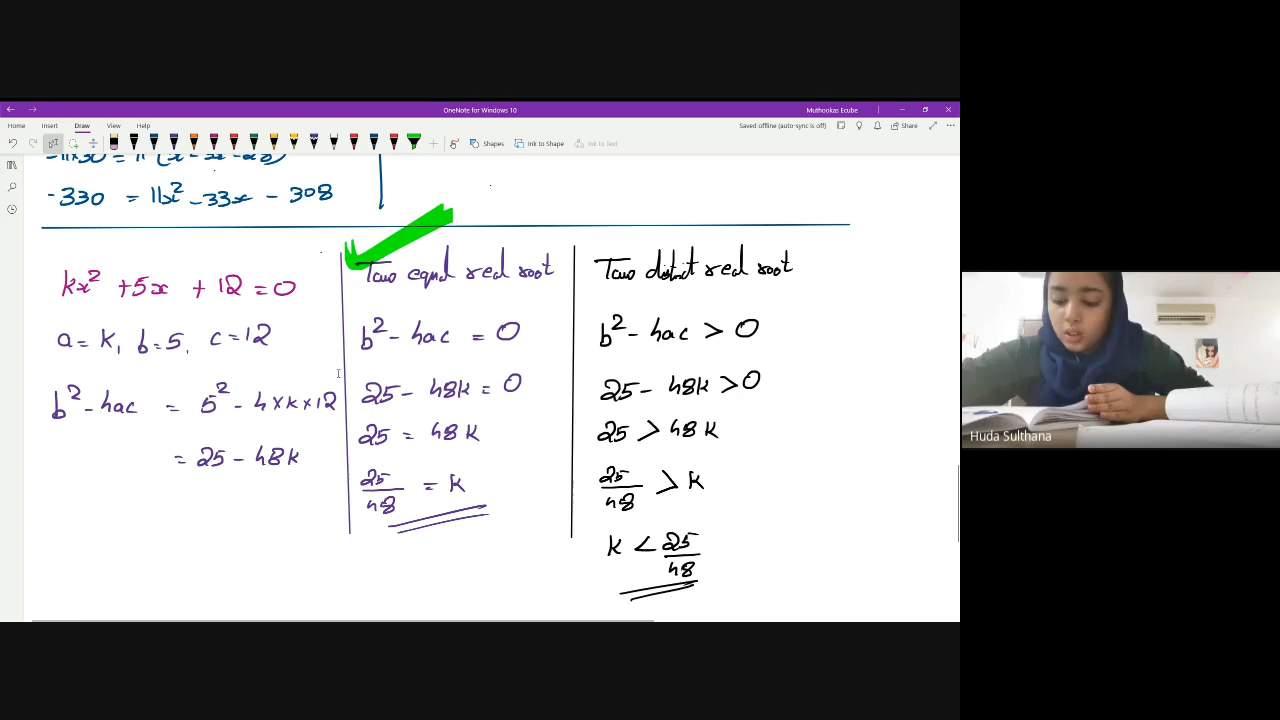 OneNote for Windows 10
Muthookas Ecube
Home Insert Draw View Help
Saved offline (auto-sync is off)
Share
Shapes
Ink to Shape
Ink to Text
-330 = 11x² - 33x - 308
kx² + 5x + 12 = 0
a = k, b = 5, c = 12
b² - 4ac = 5² - 4 × k × 12
= 25 - 48k
Two equal real root
b² - 4ac = 0
25 - 48k = 0
25 = 48k
25/48 = k
Two distinct real root
b² - 4ac > 0
25 - 48k > 0
25 > 48k
25/48 > k
k < 25/48
Huda Sulthana